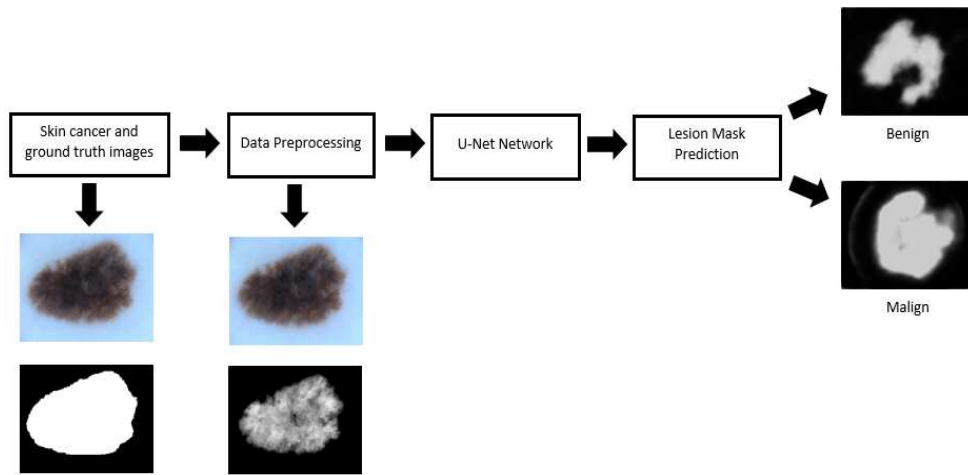 Skin cancer and
ground truth images
Data Preprocessing
U-Net Network
Lesion Mask
Prediction
Benign
Malign